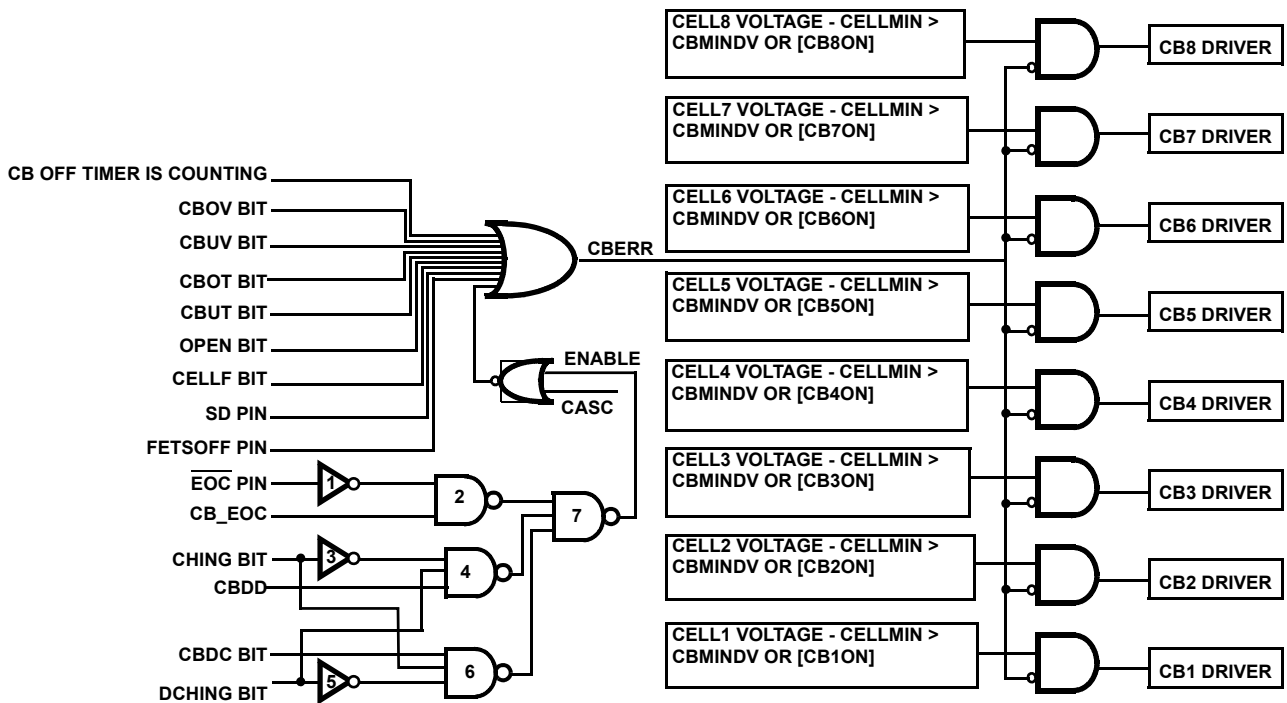 CELL8 VOLTAGE - CELLMIN >
CBMINDV OR [CB8ON]
CB8 DRIVER
CELL7 VOLTAGE - CELLMIN >
CBMINDV OR [CB7ON]
CB7 DRIVER
CB OFF TIMER IS COUNTING
CBOV BIT
CBUV BIT
CBOT BIT
CBUT BIT
OPEN BIT
CELLF BIT
SD PIN
FETSOFF PIN
CBERR
CELL6 VOLTAGE - CELLMIN >
CBMINDV OR [CB6ON]
CB6 DRIVER
CELL5 VOLTAGE - CELLMIN >
CBMINDV OR [CB5ON]
CB5 DRIVER
ENABLE
CASC
CELL4 VOLTAGE - CELLMIN >
CBMINDV OR [CB4ON]
CB4 DRIVER
EOC PIN
1
CB_EOC
2
7
CELL3 VOLTAGE - CELLMIN >
CBMINDV OR [CB3ON]
CB3 DRIVER
CHING BIT
3
CBDD
4
CELL2 VOLTAGE - CELLMIN >
CBMINDV OR [CB2ON]
CB2 DRIVER
CBDC BIT
DCHING BIT
5
6
CELL1 VOLTAGE - CELLMIN >
CBMINDV OR [CB1ON]
CB1 DRIVER